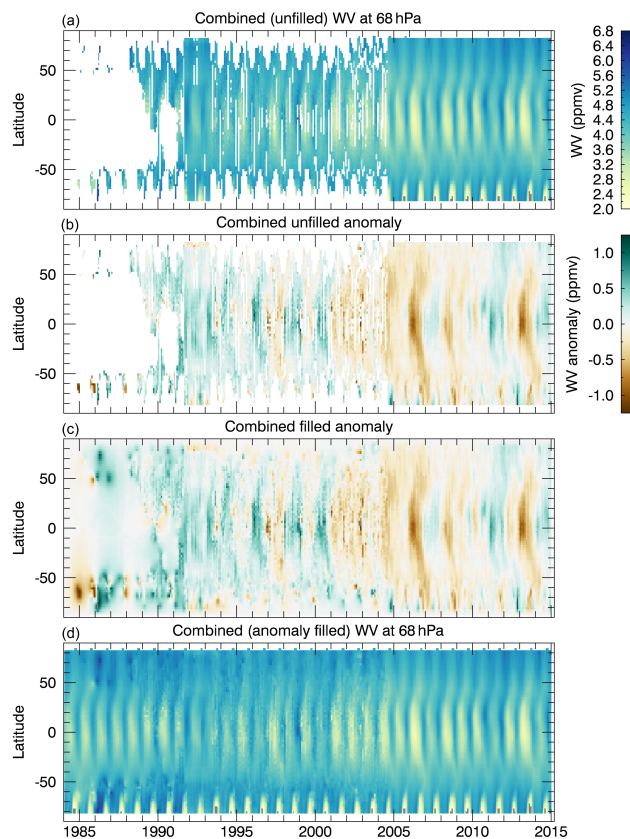 (a) Combined (unfilled) WV at 68 hPa
50
0
-50
Latitude
6.8
6.4
6.0
5.6
5.2
4.8
4.4
4.0
3.6
3.2
2.8
2.4
2.0
WV (ppmv)
(b) Combined unfilled anomaly
50
0
-50
Latitude
1.0
0.5
0.0
-0.5
-1.0
WV anomaly (ppmv)
(c) Combined filled anomaly
50
0
-50
Latitude
(d) Combined (anomaly filled) WV at 68 hPa
50
0
-50
Latitude
1985 1990 1995 2000 2005 2010 2015